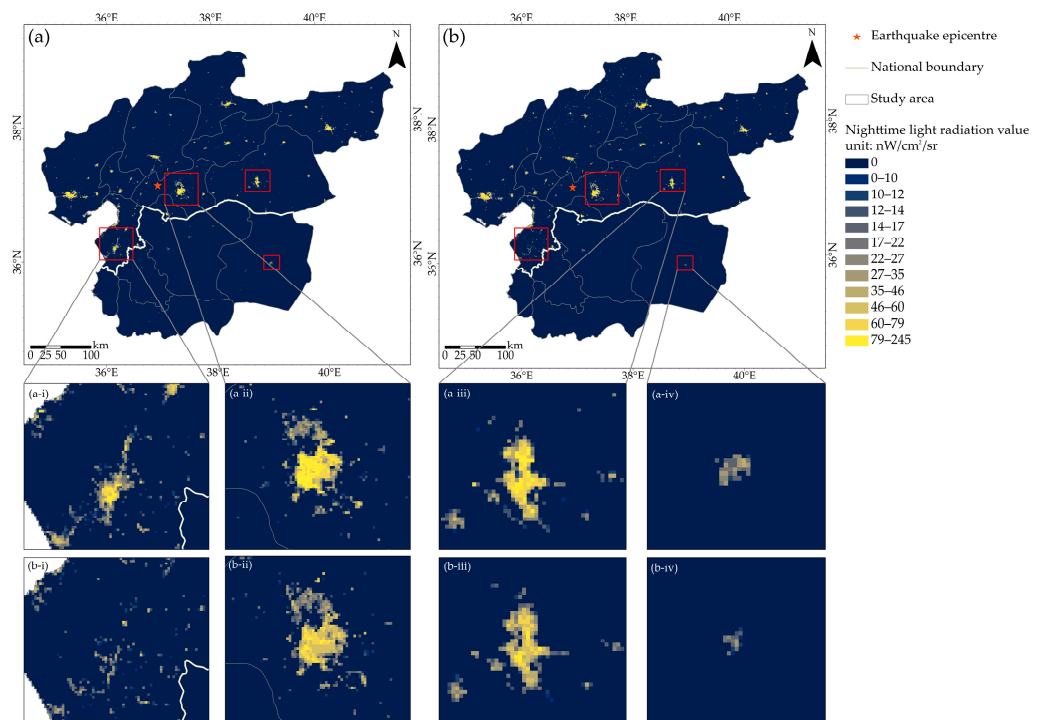 36°E 38°E 40°E 36°E 38°E 40°E
(a) N (b) N
38°N 38°N 38°N 38°N
36°N 36°N 36°N
km km
0 25 50 100 0 25 50 100
36°E 38°E 40°E 36°E 38°E 40°E
Earthquake epicentre
National boundary
Study area
Nighttime light radiation value
unit: nW/cm²/sr
0
0–10
10–12
12–14
14–17
17–22
22–27
27–35
35–46
46–60
60–79
79–245
(a-i) (a-ii) (a-iii) (a-iv)
(b-i) (b-ii) (b-iii) (b-iv)